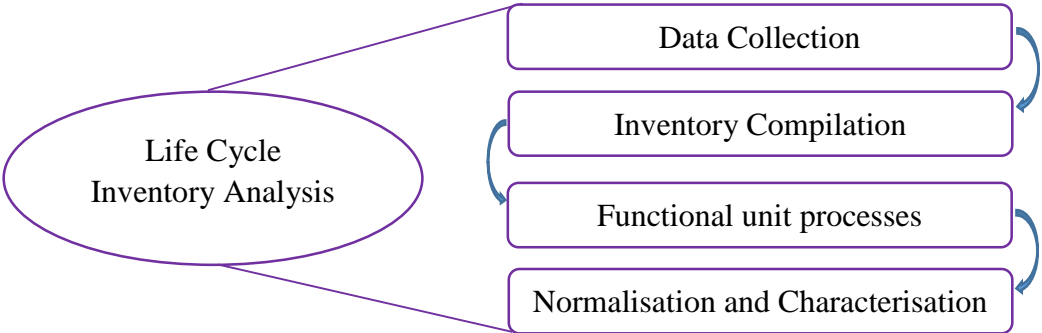 Life Cycle
Inventory Analysis
Data Collection
Inventory Compilation
Functional unit processes
Normalisation and Characterisation